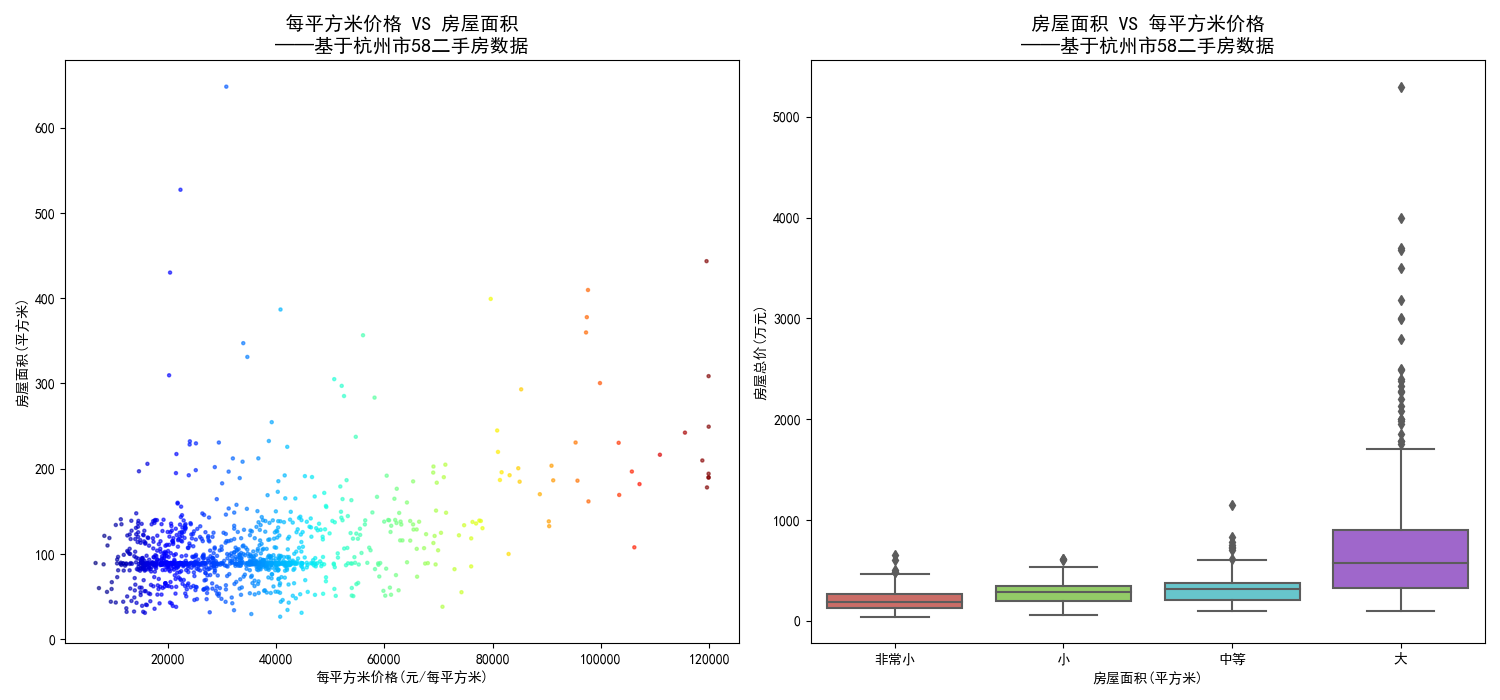 每平方米价格 VS 房屋面积
——基于杭州市58二手房数据
600
500
400
300
200
100
0
房屋面积(平方米)
20000 40000 60000 80000 100000 120000
每平方米价格(元/每平方米)
房屋面积 VS 每平方米价格
——基于杭州市58二手房数据
5000
4000
3000
2000
1000
0
房屋总价(万元)
非常小 小 中等 大
房屋面积(平方米)